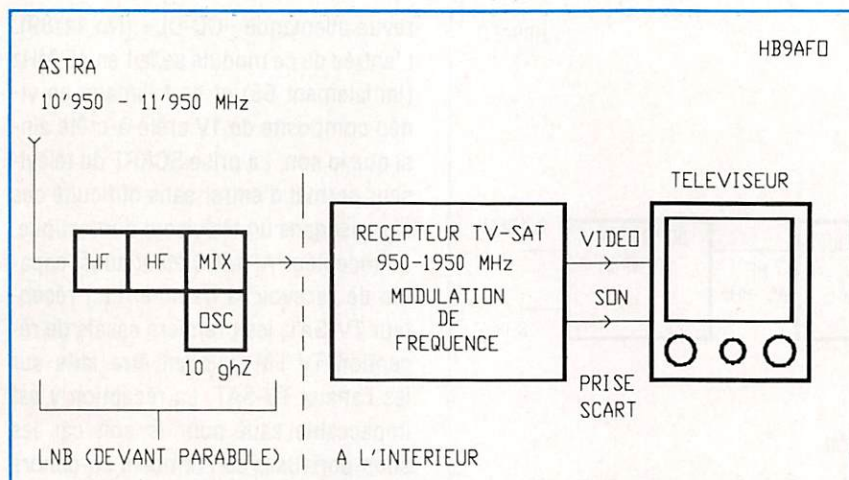 HB9AFO
ASTRA
10'950 - 11'950 MHz
TELEVISEUR
HF HF MIX
OSC
10 ghZ
RECEPTEUR TV-SAT
950-1950 MHz
MODULATION
DE
FREQUENCE
VIDEO
SON
PRISE
SCART
LNB (DEVANT PARABOLE)
A L'INTERIEUR